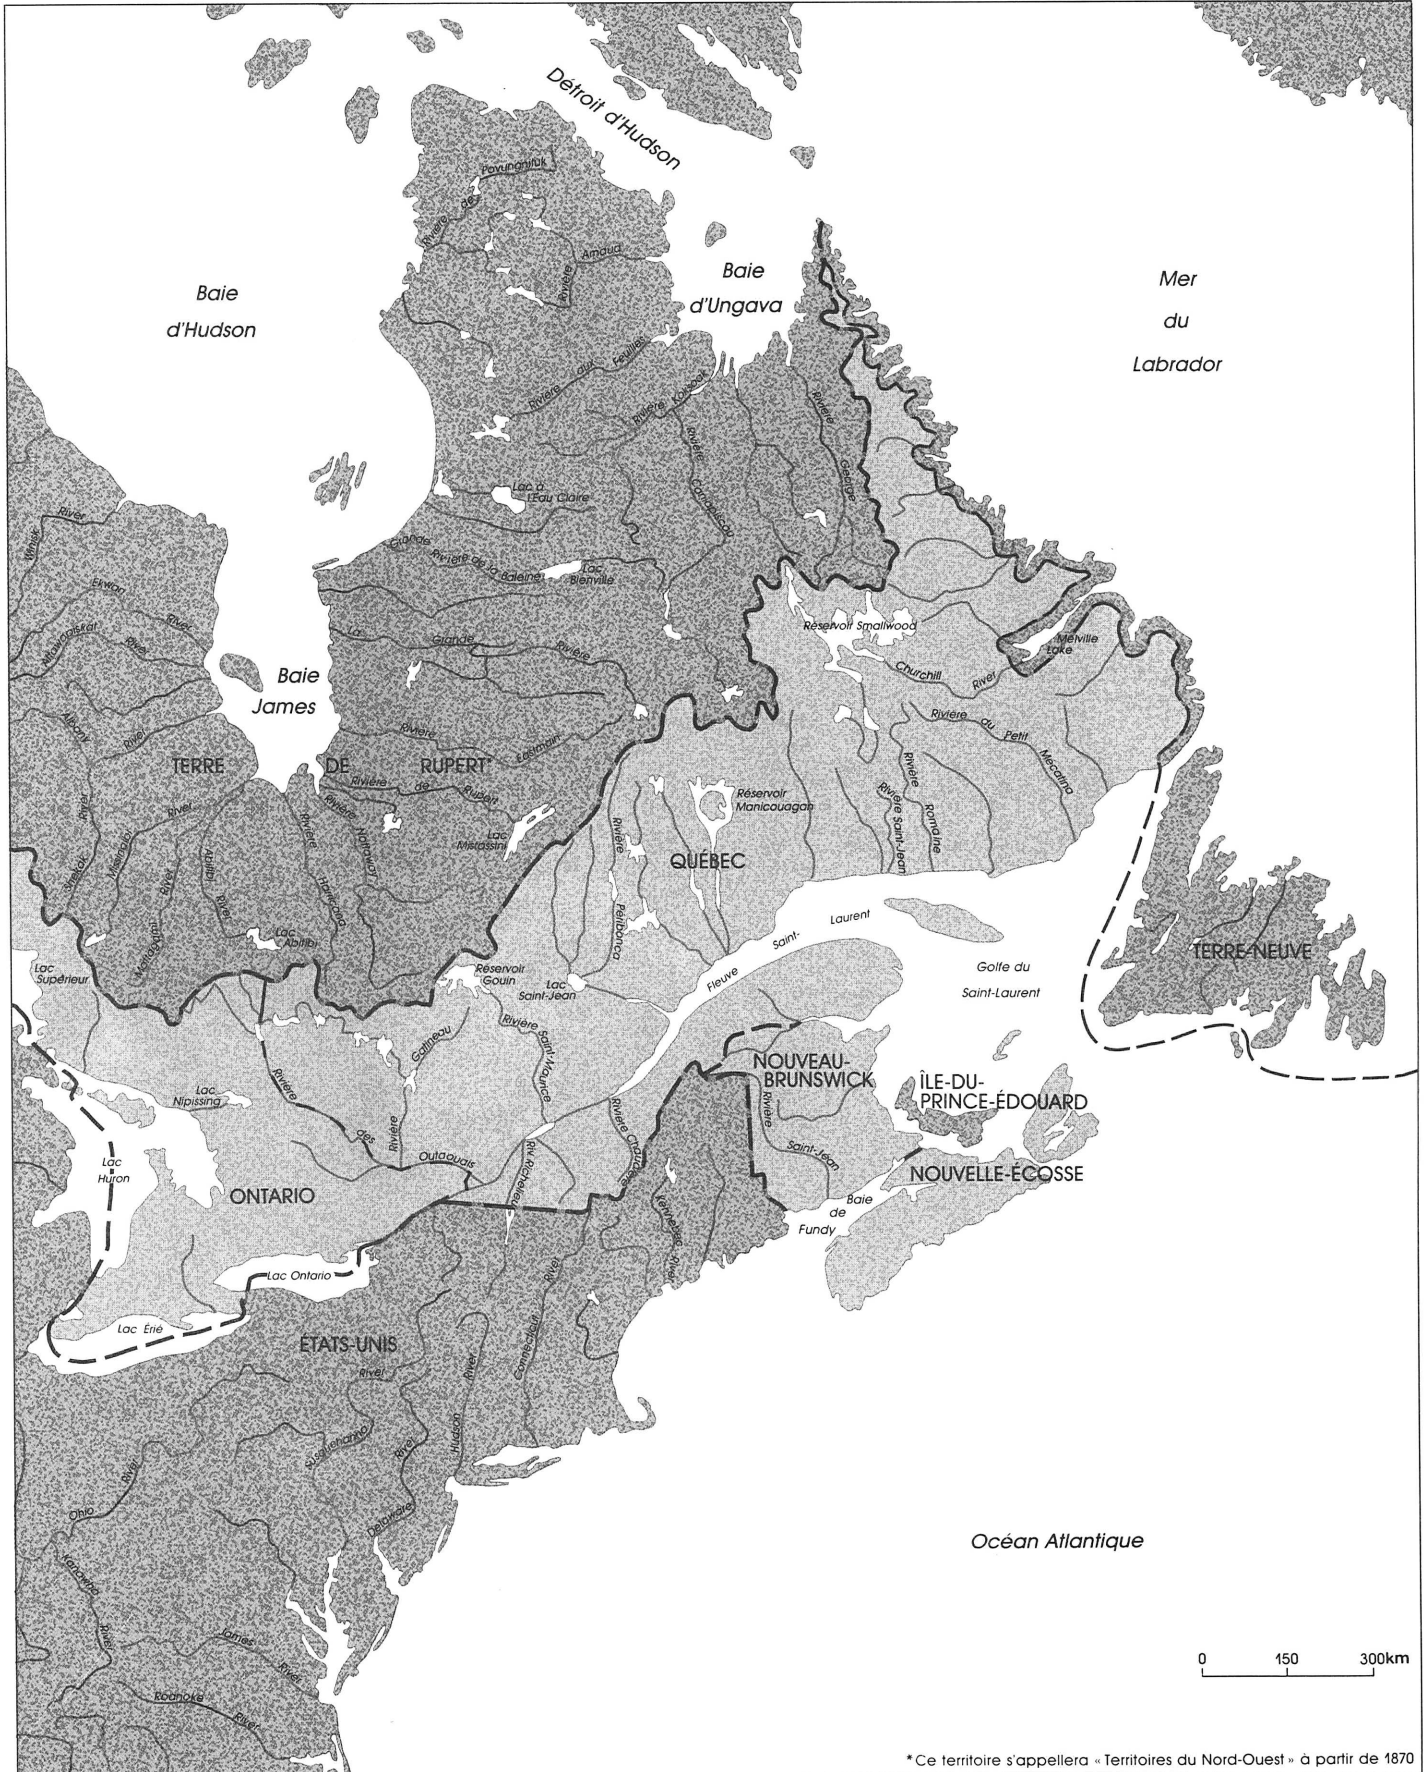 Détroit d'Hudson
Rivière de Povungnituk
Rivière Arnaud
Baie
d'Ungava
Baie
d'Hudson
Mer
du
Labrador
Rivière aux Feuilles
Rivière Koksoak
Rivière
George
Rivière
Caniapiscau
Lac à
l'Eau Claire
Grande
Rivière de la Baleine
Lac
Bienville
Winisk
River
Ekwan
River
Attawapiskat
River
La
Grande
Rivière
Réservoir Smallwood
Melville
Lake
Churchill
River
Baie
James
Albany
River
Rivière
du
Petit
Mécatina
Rivière
Eastmain
TERRE
DE
RUPERT*
Rivière
de
Rupert
Rivière
Romaine
Rivière Saint-Jean
Réservoir
Manicouagan
Lac
Mistassini
Rivière
Nottaway
Rivière
Harricana
River
Missinaibi
River
Abitibi
River
Mattagami
River
Rivière
Péribonca
QUÉBEC
Lac
Abitibi
Fleuve
Saint-
Laurent
TERRE-NEUVE
Golfe du
Saint-Laurent
Lac
Supérieur
Réservoir
Gouin
Lac
Saint-Jean
Rivière Saint-Maurice
Gatineau
Rivière
Rivière
des
Outaouais
Lac
Nipissing
NOUVEAU-
BRUNSWICK
ÎLE-DU-
PRINCE-ÉDOUARD
Rivière
Saint-Jean
Rivière Chaudière
Riv. Richelieu
NOUVELLE-ÉCOSSE
Lac
Huron
ONTARIO
Baie
de
Fundy
Kennebec River
Lac Ontario
Lac Érié
ÉTATS-UNIS
River
Susquehanna
Hudson
River
Connecticut
River
Delaware
River
Ohio
River
Kanawha
River
James
River
Roanoke
River
Océan Atlantique
0 150 300km
*Ce territoire s'appellera « Territoires du Nord-Ouest » à partir de 1870